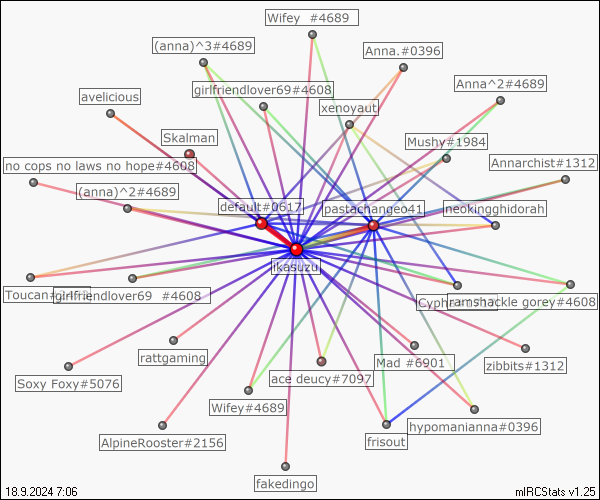 Wifey  #4689
(anna)^3#4689
Anna.#0396
girlfriendlover69#4608
Anna^2#4689
avelicious
xenoyaut
Skalman
Mushy#1984
no cops no laws no hope#4608
Annarchist#1312
(anna)^2#4689
default#0617
pastachangeo41
neokingghidorah
ikasuzu
Toucan
girlfriendlover69  #4608
ramshackle gorey#4608
rattgaming
Mad #6901
zibbits#1312
Soxy Foxy#5076
ace deucy#7097
Wifey#4689
hypomanianna#0396
AlpineRooster#2156
frisout
fakedingo
18.9.2024 7:06
mIRCStats v1.25